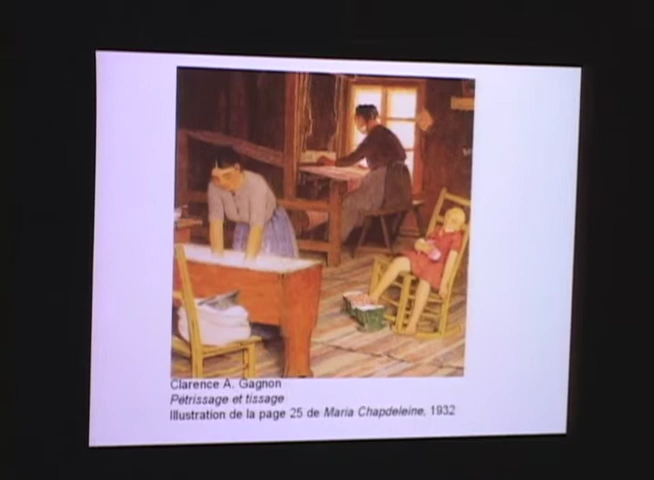 Clarence A. Gagnon
Pétrissage et tissage
Illustration de la page 25 de Maria Chapdeleine, 1932